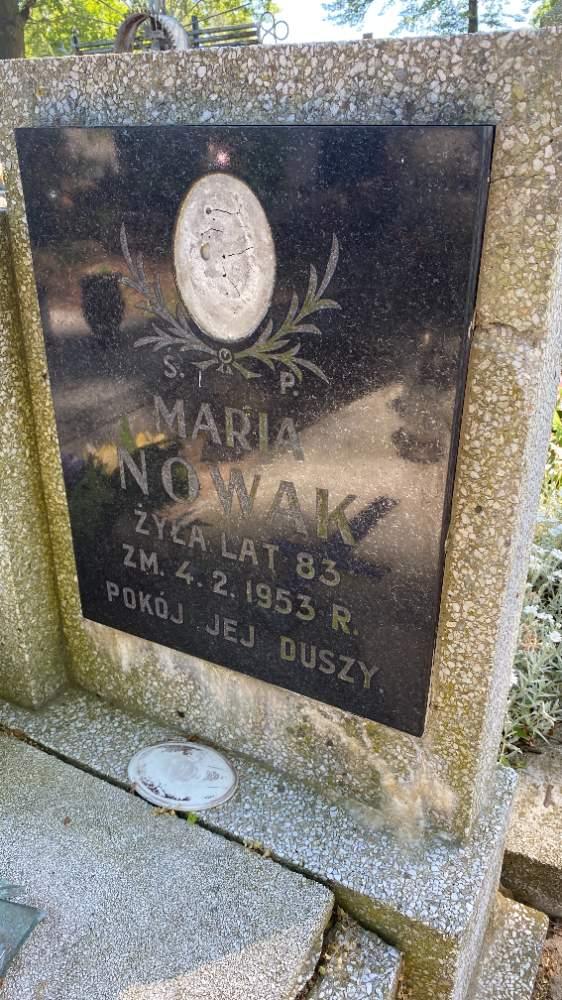 S. P.
MARIA
NOWAK
ŻYŁA LAT 83
ZM. 4. 2. 1953 R.
POKÓJ JEJ DUSZY